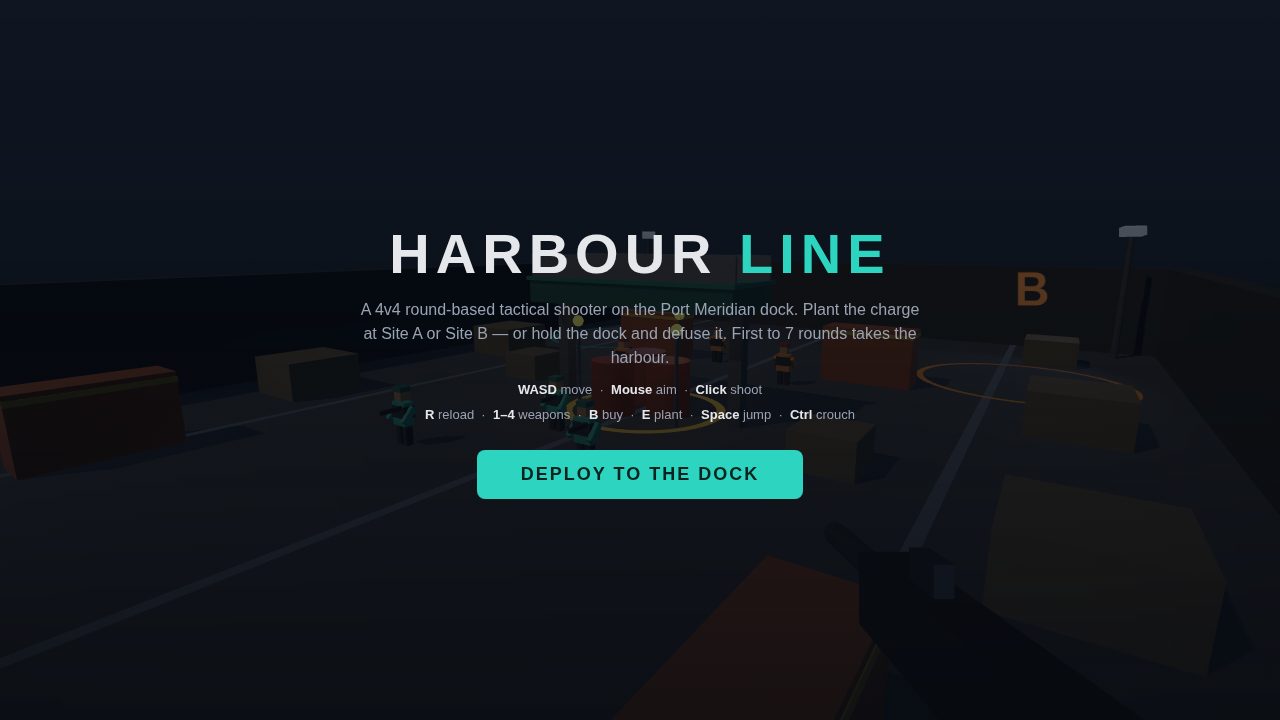 HARBOUR LINE
B
A 4v4 round-based tactical shooter on the Port Meridian dock. Plant the charge
at Site A or Site B — or hold the dock and defuse it. First to 7 rounds takes the
harbour.
WASD move · Mouse aim · Click shoot
R reload · 1–4 weapons · B buy · E plant · Space jump · Ctrl crouch
DEPLOY TO THE DOCK